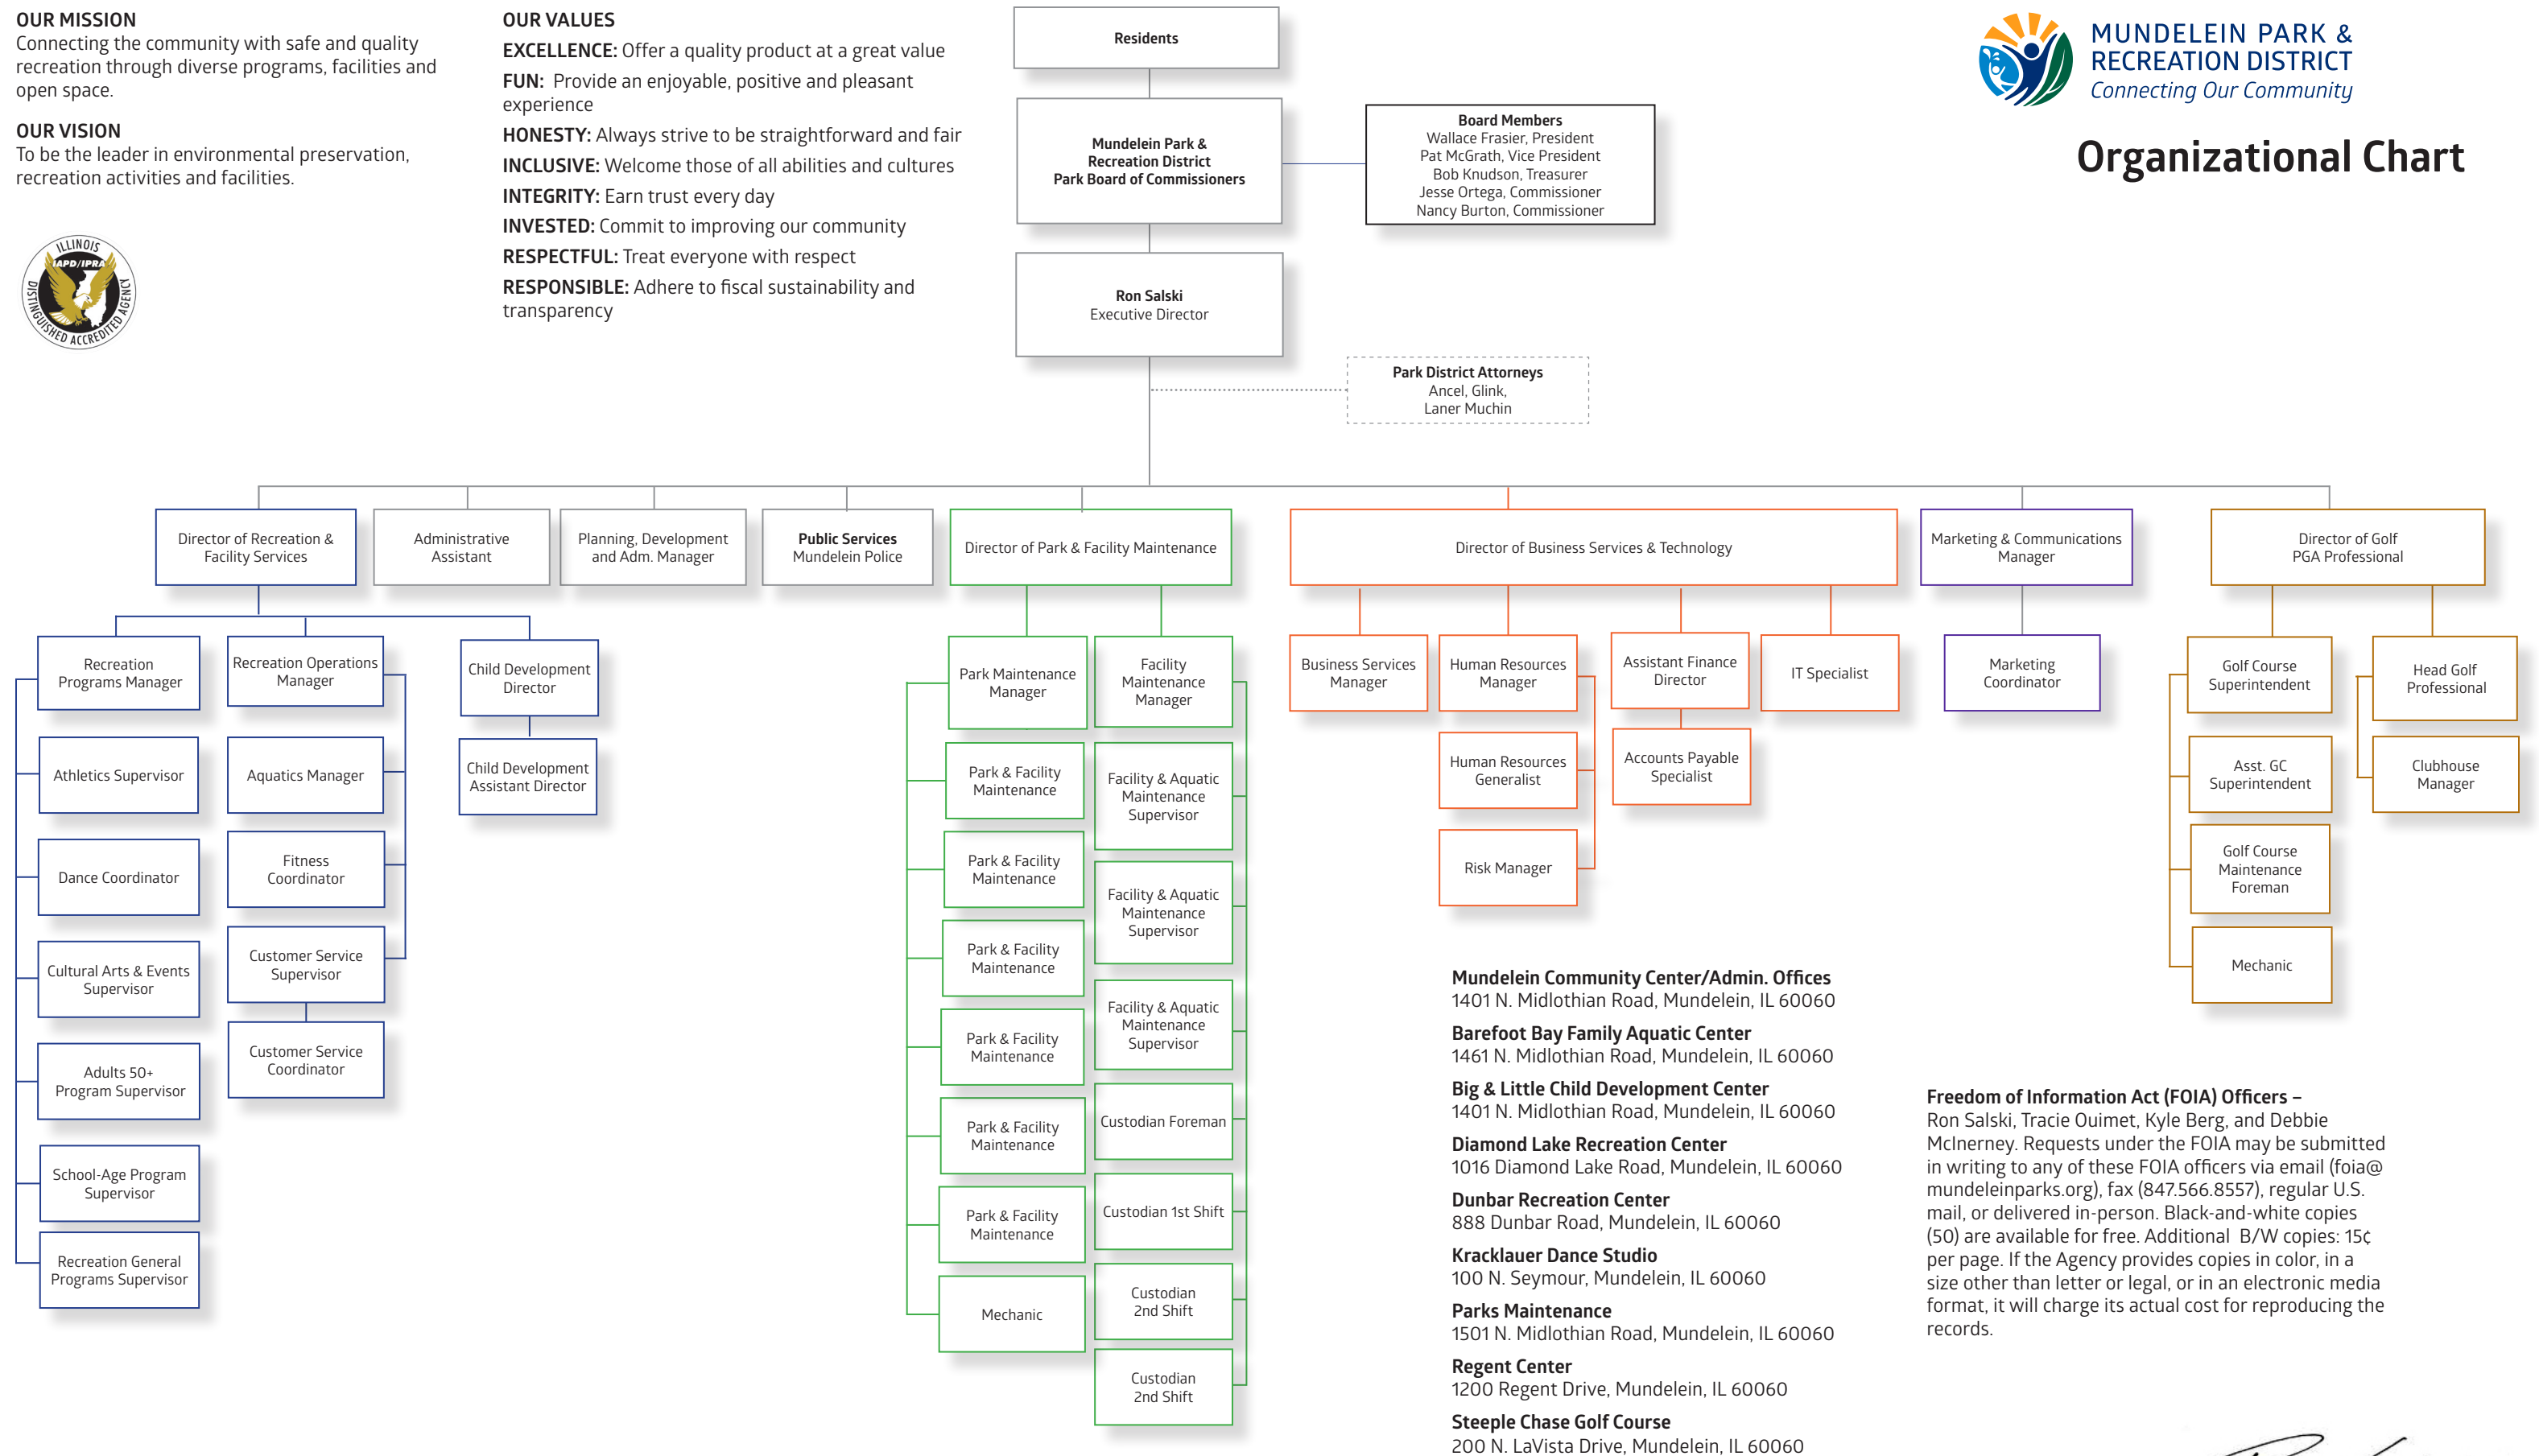 OUR MISSION
Connecting the community with safe and quality
recreation through diverse programs, facilities and
open space.
OUR VISION
To be the leader in environmental preservation,
recreation activities and facilities.
ILLINOIS
IAPD/IPRA
DISTINGUISHED ACCREDITED AGENCY
OUR VALUES
EXCELLENCE: Offer a quality product at a great value
FUN: Provide an enjoyable, positive and pleasant
experience
HONESTY: Always strive to be straightforward and fair
INCLUSIVE: Welcome those of all abilities and cultures
INTEGRITY: Earn trust every day
INVESTED: Commit to improving our community
RESPECTFUL: Treat everyone with respect
RESPONSIBLE: Adhere to fiscal sustainability and
transparency
Residents
Mundelein Park &
Recreation District
Park Board of Commissioners
Board Members
Wallace Frasier, President
Pat McGrath, Vice President
Bob Knudson, Treasurer
Jesse Ortega, Commissioner
Nancy Burton, Commissioner
Ron Salski
Executive Director
Park District Attorneys
Ancel, Glink,
Laner Muchin
MUNDELEIN PARK &
RECREATION DISTRICT
Connecting Our Community
Organizational Chart
Director of Recreation &
Facility Services
Administrative
Assistant
Planning, Development
and Adm. Manager
Public Services
Mundelein Police
Director of Park & Facility Maintenance
Director of Business Services & Technology
Marketing & Communications
Manager
Director of Golf
PGA Professional
Recreation
Programs Manager
Athletics Supervisor
Dance Coordinator
Cultural Arts & Events
Supervisor
Adults 50+
Program Supervisor
School-Age Program
Supervisor
Recreation General
Programs Supervisor
Recreation Operations
Manager
Aquatics Manager
Fitness
Coordinator
Customer Service
Supervisor
Customer Service
Coordinator
Child Development
Director
Child Development
Assistant Director
Park Maintenance
Manager
Park & Facility
Maintenance
Park & Facility
Maintenance
Park & Facility
Maintenance
Park & Facility
Maintenance
Park & Facility
Maintenance
Park & Facility
Maintenance
Mechanic
Facility
Maintenance
Manager
Facility & Aquatic
Maintenance
Supervisor
Facility & Aquatic
Maintenance
Supervisor
Facility & Aquatic
Maintenance
Supervisor
Custodian Foreman
Custodian 1st Shift
Custodian
2nd Shift
Custodian
2nd Shift
Business Services
Manager
Human Resources
Manager
Human Resources
Generalist
Risk Manager
Assistant Finance
Director
Accounts Payable
Specialist
IT Specialist
Marketing
Coordinator
Golf Course
Superintendent
Asst. GC
Superintendent
Golf Course
Maintenance
Foreman
Mechanic
Head Golf
Professional
Clubhouse
Manager
Mundelein Community Center/Admin. Offices
1401 N. Midlothian Road, Mundelein, IL 60060
Barefoot Bay Family Aquatic Center
1461 N. Midlothian Road, Mundelein, IL 60060
Big & Little Child Development Center
1401 N. Midlothian Road, Mundelein, IL 60060
Diamond Lake Recreation Center
1016 Diamond Lake Road, Mundelein, IL 60060
Dunbar Recreation Center
888 Dunbar Road, Mundelein, IL 60060
Kracklauer Dance Studio
100 N. Seymour, Mundelein, IL 60060
Parks Maintenance
1501 N. Midlothian Road, Mundelein, IL 60060
Regent Center
1200 Regent Drive, Mundelein, IL 60060
Steeple Chase Golf Course
200 N. LaVista Drive, Mundelein, IL 60060
Freedom of Information Act (FOIA) Officers –
Ron Salski, Tracie Ouimet, Kyle Berg, and Debbie
McInerney. Requests under the FOIA may be submitted
in writing to any of these FOIA officers via email (foia@
mundeleinparks.org), fax (847.566.8557), regular U.S.
mail, or delivered in-person. Black-and-white copies
(50) are available for free. Additional B/W copies: 15¢
per page. If the Agency provides copies in color, in a
size other than letter or legal, or in an electronic media
format, it will charge its actual cost for reproducing the
records.